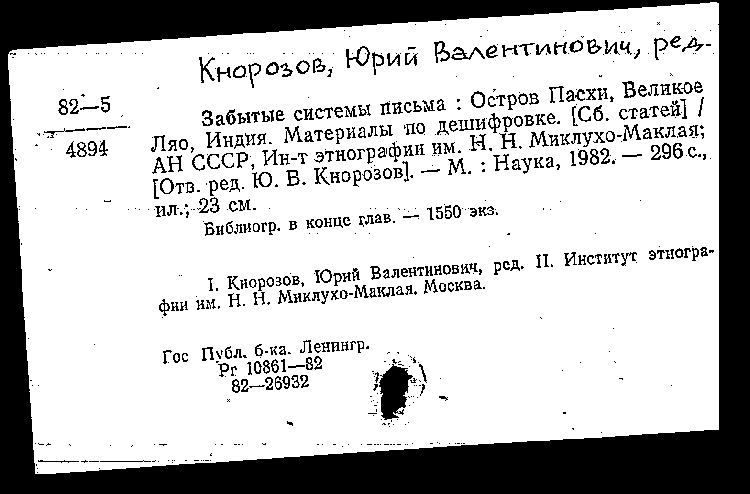 Кнорозов, Юрий Валентинович, ред.
82—5
4894
Забытые системы письма : Остров Пасхи, Великое
Ляо, Индия. Материалы по дешифровке. [Сб. статей] /
АН СССР, Ин-т этнографии им. Н. Н. Миклухо-Маклая;
[Отв. ред. Ю. В. Кнорозов]. — М. : Наука, 1982. — 296 с.,
ил.; 23 см.
Библиогр. в конце глав. — 1550 экз.
I. Кнорозов, Юрий Валентинович, ред. II. Институт этногра-
фии им. Н. Н. Миклухо-Маклая. Москва.
Гос Публ. б-ка. Ленингр.
Рг 10861—82
82—26932